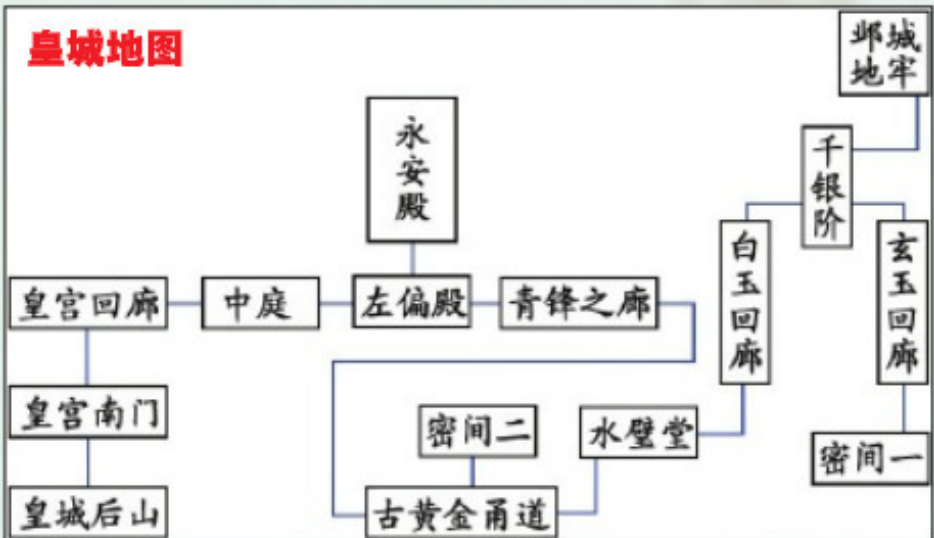 皇城地图
邺城
地牢
永安殿
千银阶
白玉回廊
玄玉回廊
皇宫回廊
中庭
左偏殿
青锋之廊
皇宫南门
密间二
水壁堂
密间一
皇城后山
古黄金甬道